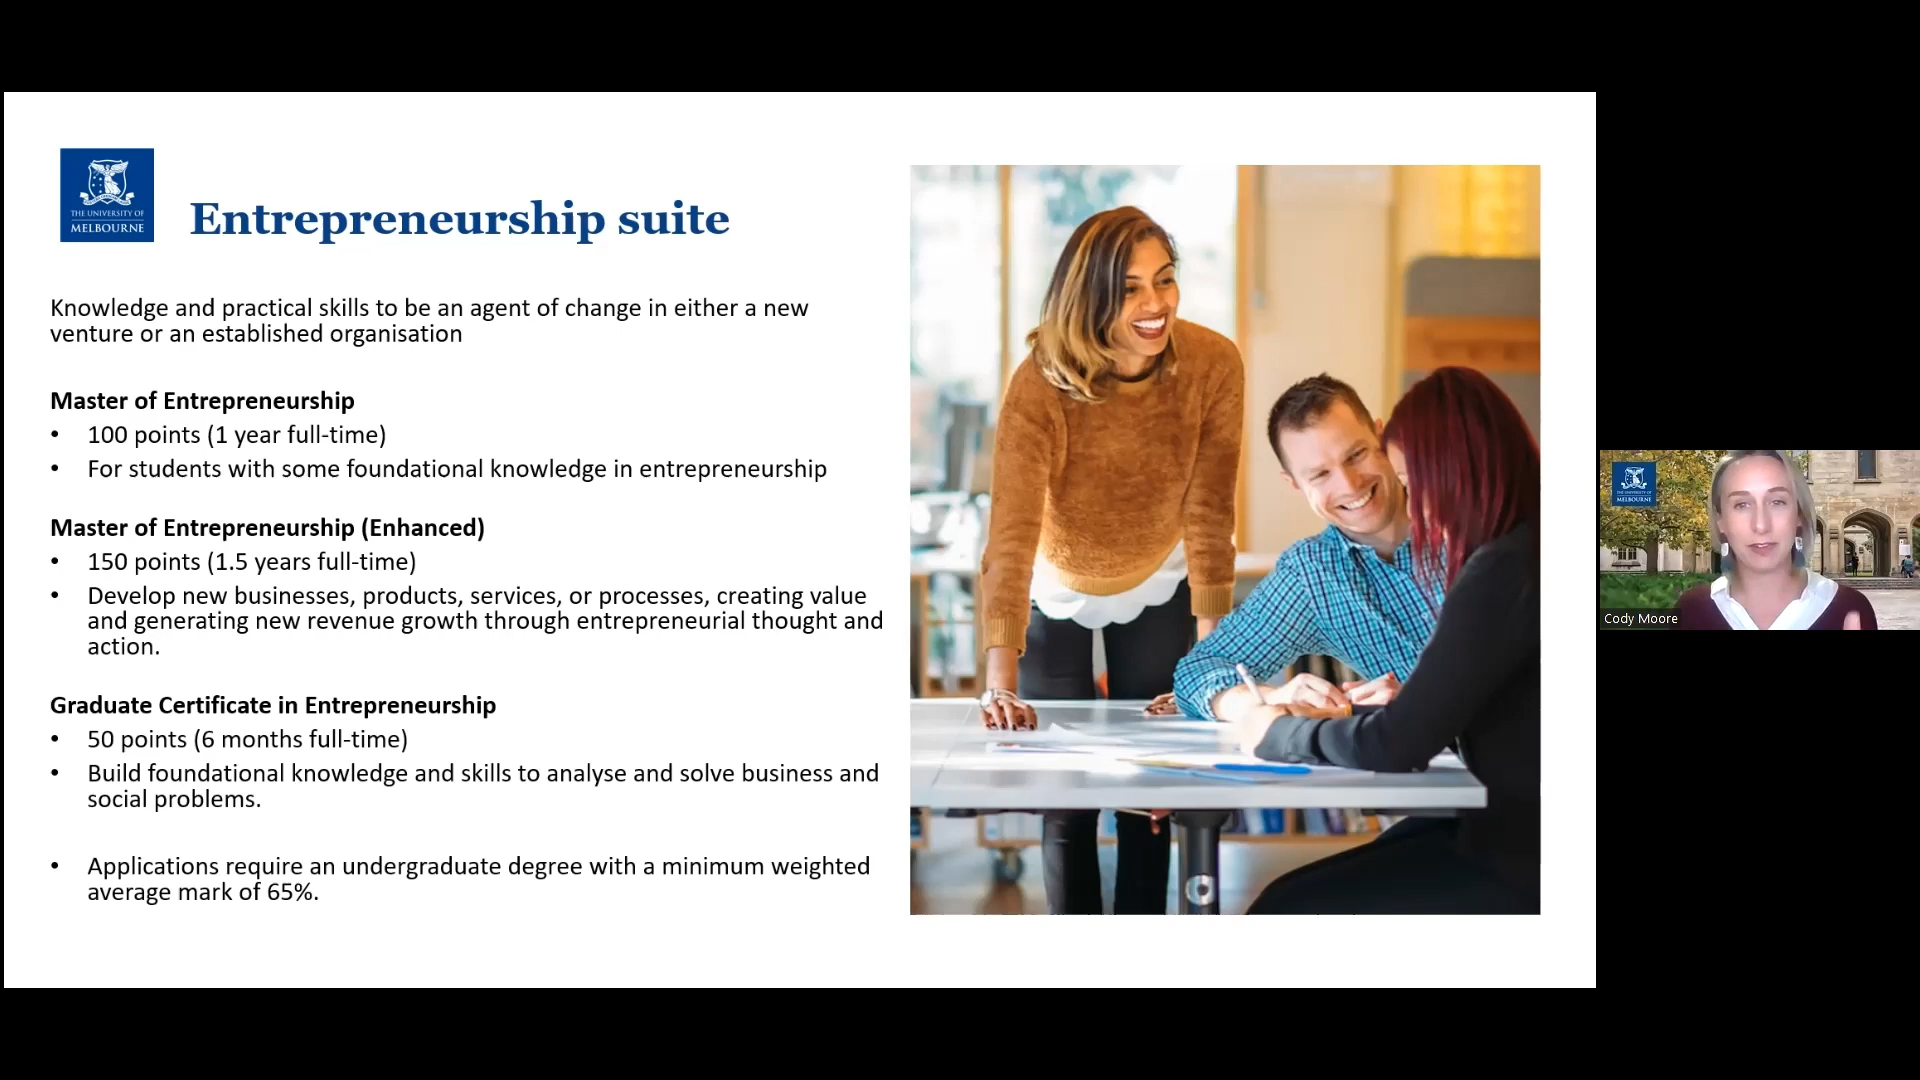 THE UNIVERSITY OF
MELBOURNE
Entrepreneurship suite
Knowledge and practical skills to be an agent of change in either a new
venture or an established organisation
Master of Entrepreneurship
• 100 points (1 year full-time)
• For students with some foundational knowledge in entrepreneurship
Master of Entrepreneurship (Enhanced)
• 150 points (1.5 years full-time)
• Develop new businesses, products, services, or processes, creating value
and generating new revenue growth through entrepreneurial thought and
action.
Graduate Certificate in Entrepreneurship
• 50 points (6 months full-time)
• Build foundational knowledge and skills to analyse and solve business and
social problems.
• Applications require an undergraduate degree with a minimum weighted
average mark of 65%.
THE UNIVERSITY OF
MELBOURNE
Cody Moore